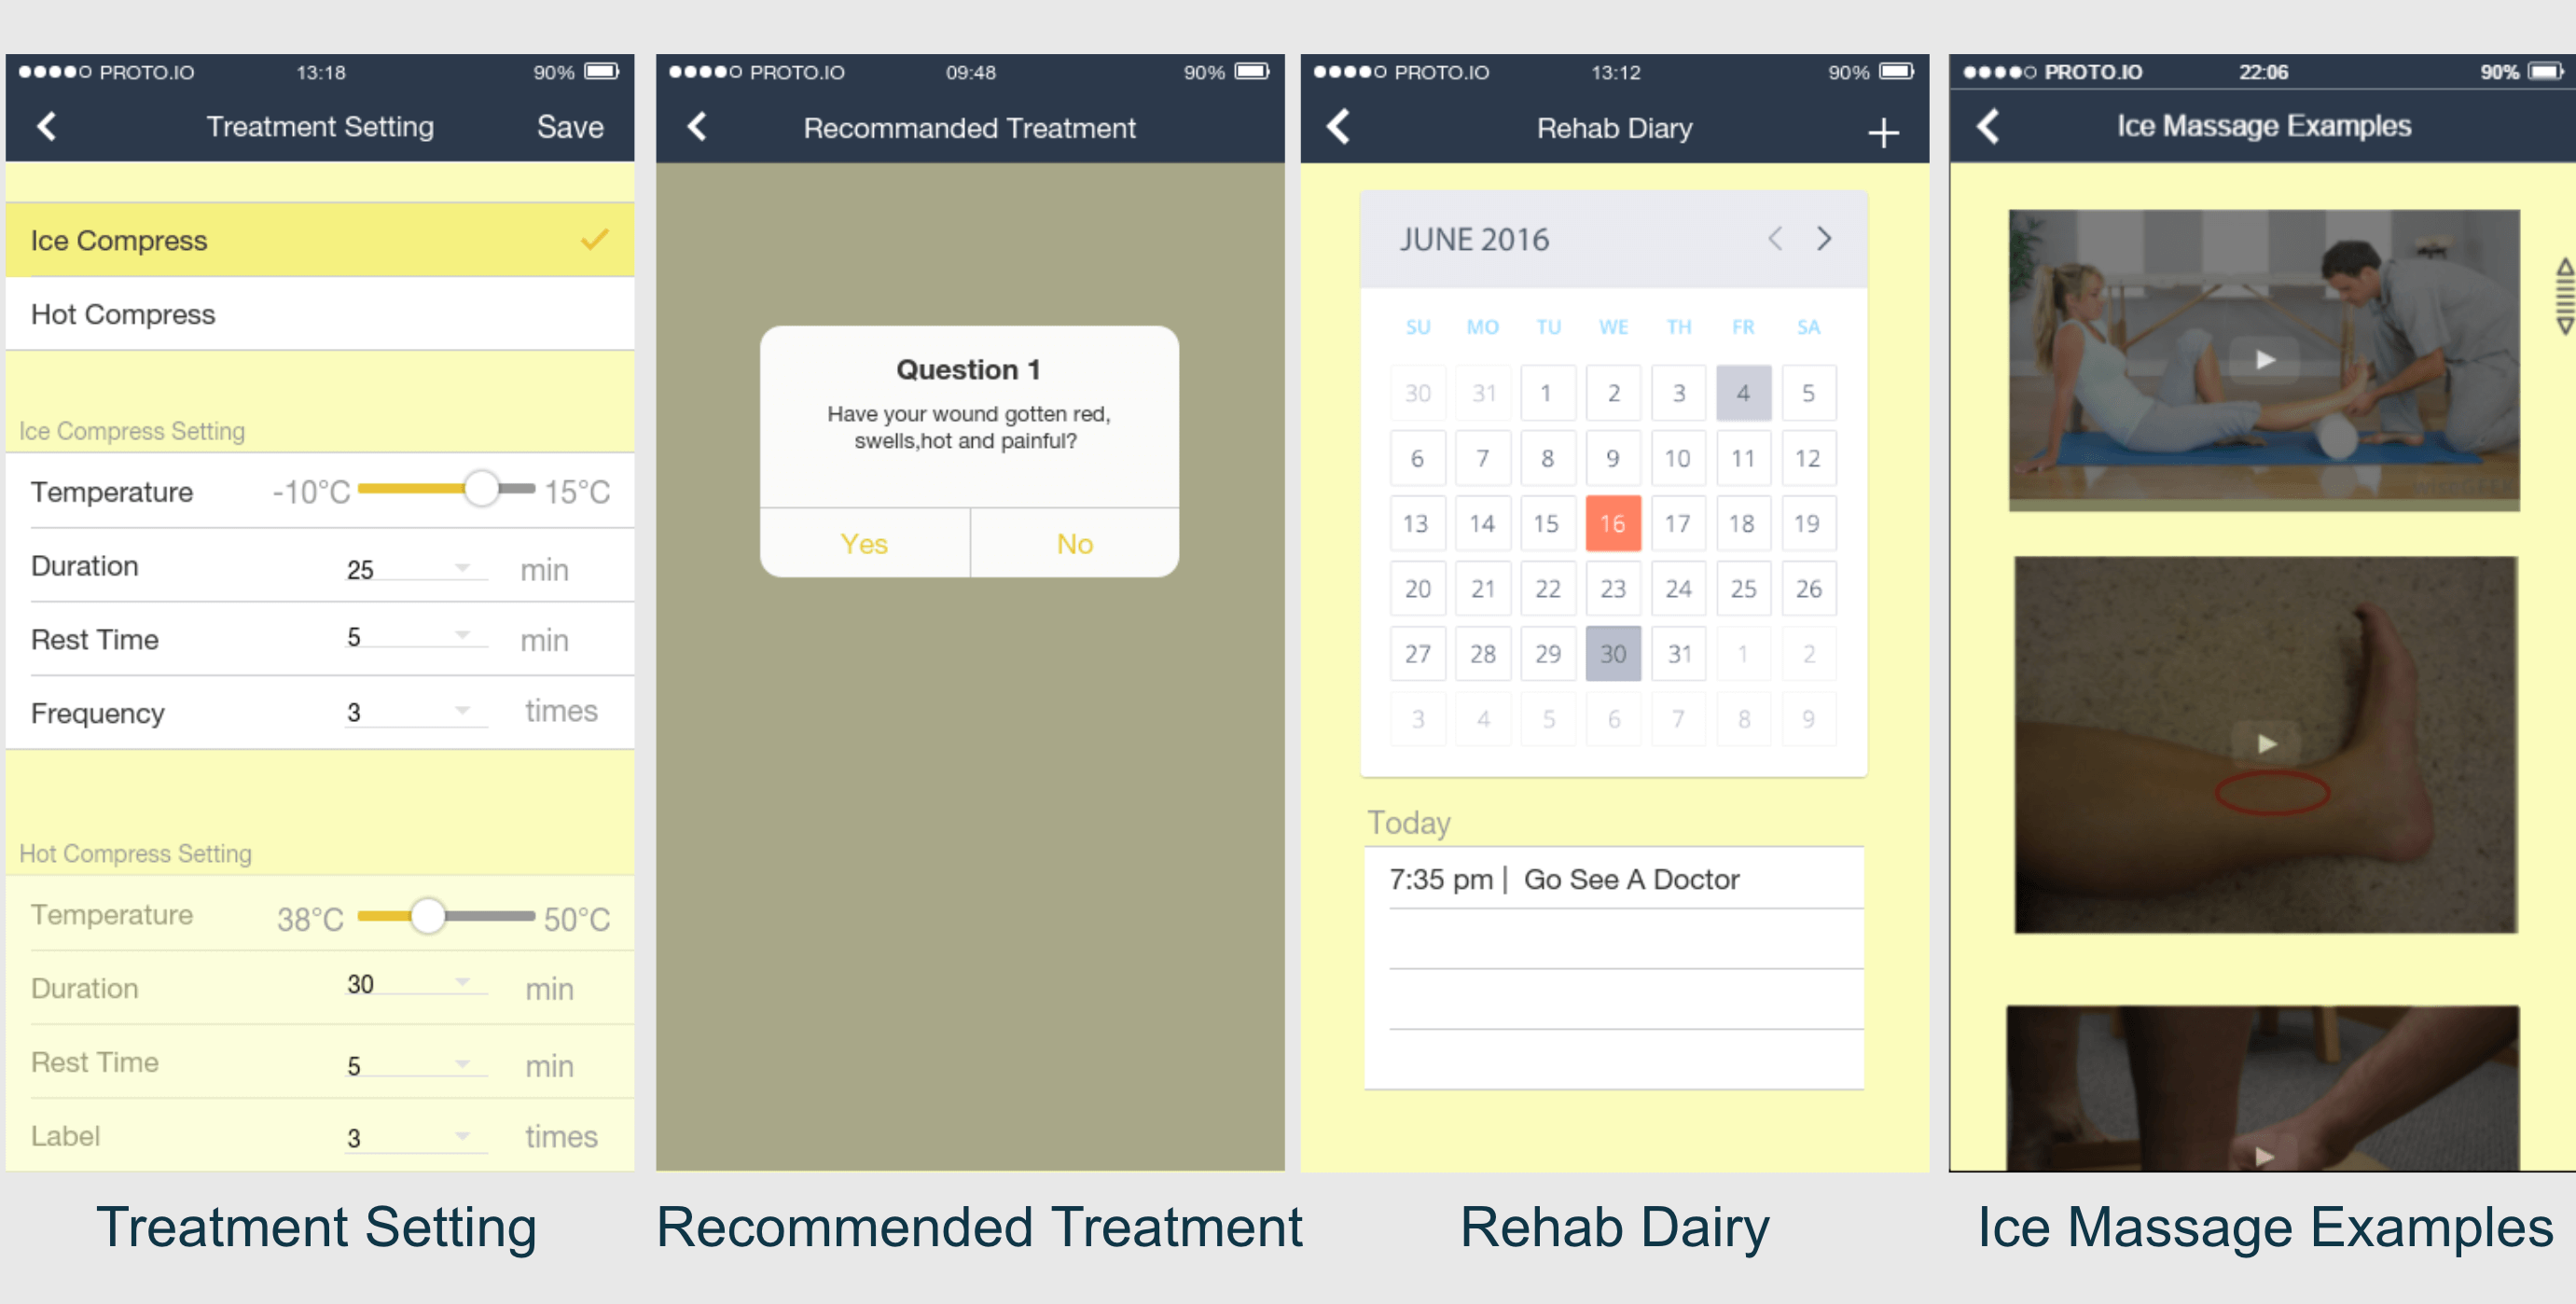 PROTO.IO 13:18 90%
Treatment Setting Save
Ice Compress
Hot Compress
Ice Compress Setting
Temperature -10°C 15°C
Duration 25 min
Rest Time 5 min
Frequency 3 times
Hot Compress Setting
Temperature 38°C 50°C
Duration 30 min
Rest Time 5 min
Label 3 times
Treatment Setting
PROTO.IO 09:48 90%
Recommanded Treatment
Question 1
Have your wound gotten red,
swells,hot and painful?
Yes No
Recommended Treatment
PROTO.IO 13:12 90%
Rehab Diary +
JUNE 2016
SU MO TU WE TH FR SA
30 31 1 2 3 4 5
6 7 8 9 10 11 12
13 14 15 16 17 18 19
20 21 22 23 24 25 26
27 28 29 30 31 1 2
3 4 5 6 7 8 9
Today
7:35 pm | Go See A Doctor
Rehab Dairy
PROTO.IO 22:06 90%
Ice Massage Examples
Ice Massage Examples